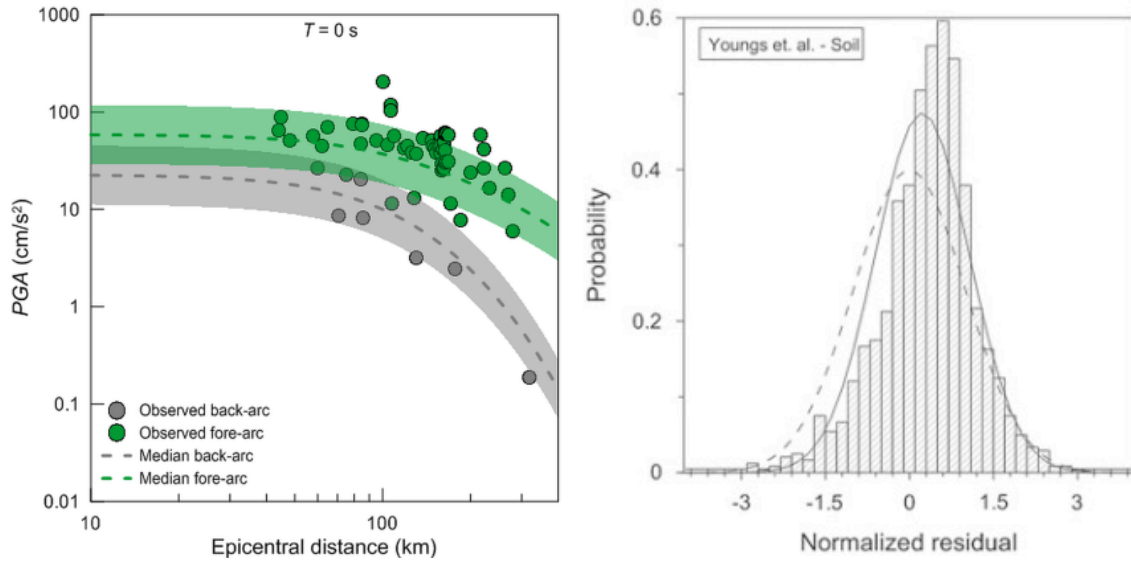 T = 0 s
1000
100
10
1
0.1
0.01
PGA (cm/s²)
Observed back-arc
Observed fore-arc
Median back-arc
Median fore-arc
10
100
Epicentral distance (km)
Youngs et. al. - Soil
0.6
0.4
0.2
0
Probability
-3
-1.5
0
1.5
3
Normalized residual